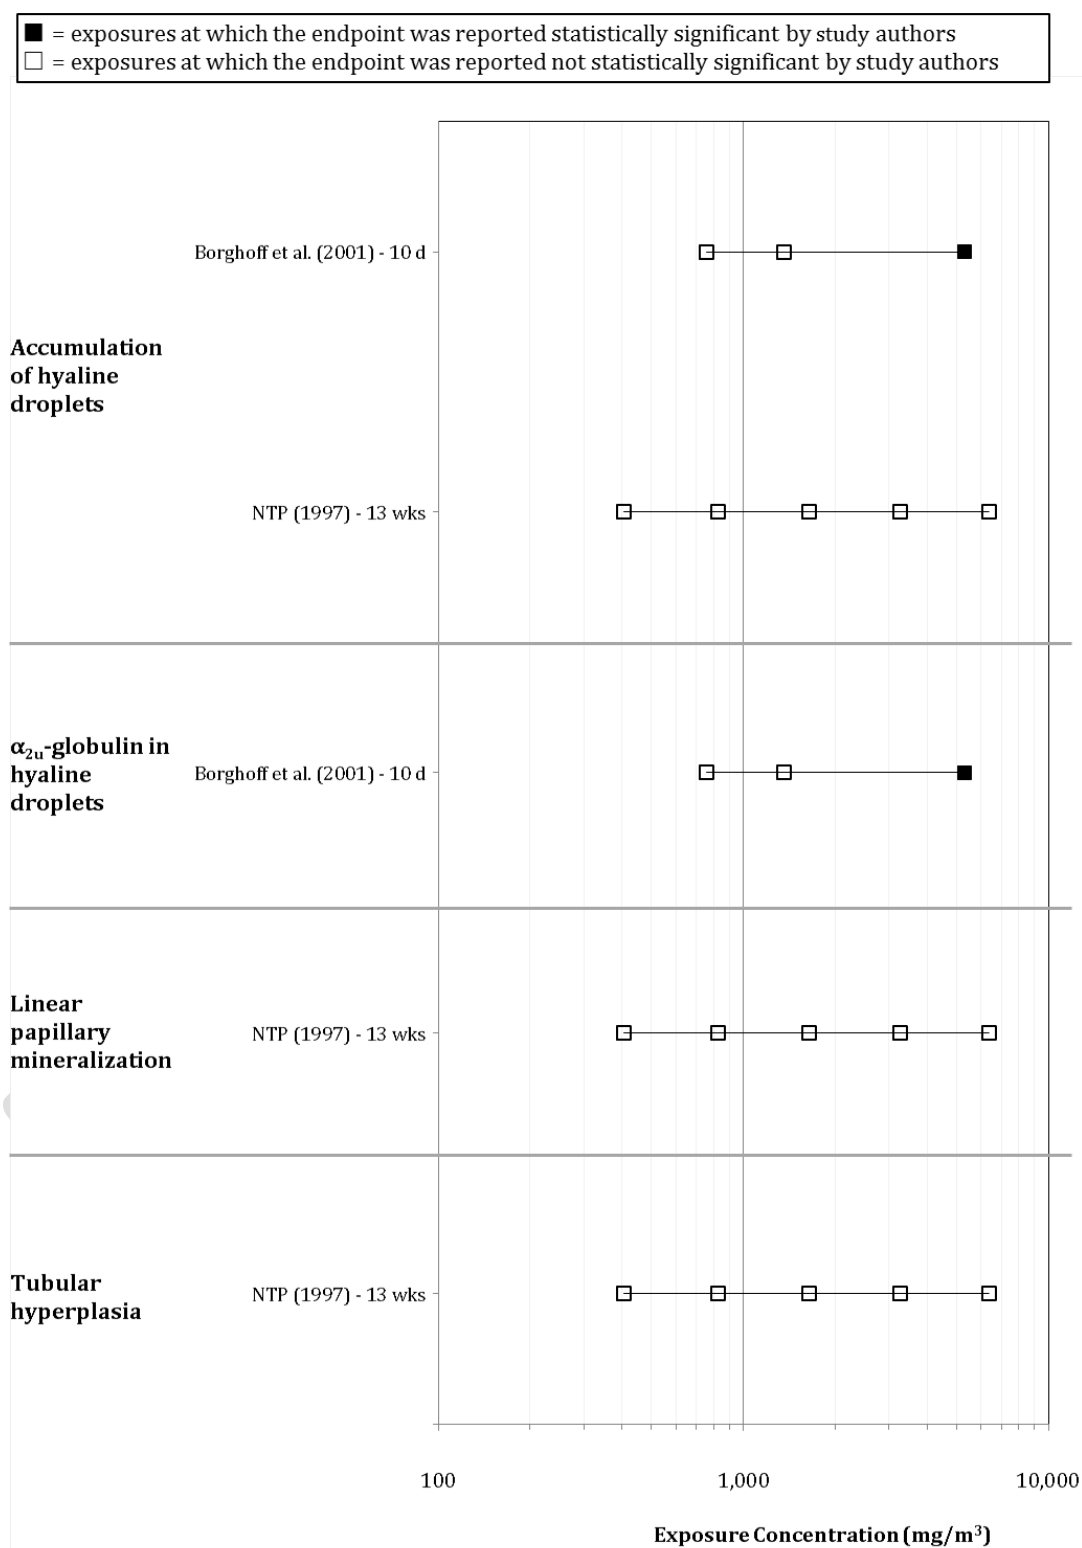 ■ = exposures at which the endpoint was reported statistically significant by study authors
□ = exposures at which the endpoint was reported not statistically significant by study authors
Borghoff et al. (2001) - 10 d
Accumulation
of hyaline
droplets
NTP (1997) - 13 wks
α₂ᵤ-globulin in
hyaline
droplets
Borghoff et al. (2001) - 10 d
Linear
papillary
mineralization
NTP (1997) - 13 wks
Tubular
hyperplasia
NTP (1997) - 13 wks
100 1,000 10,000
Exposure Concentration (mg/m³)